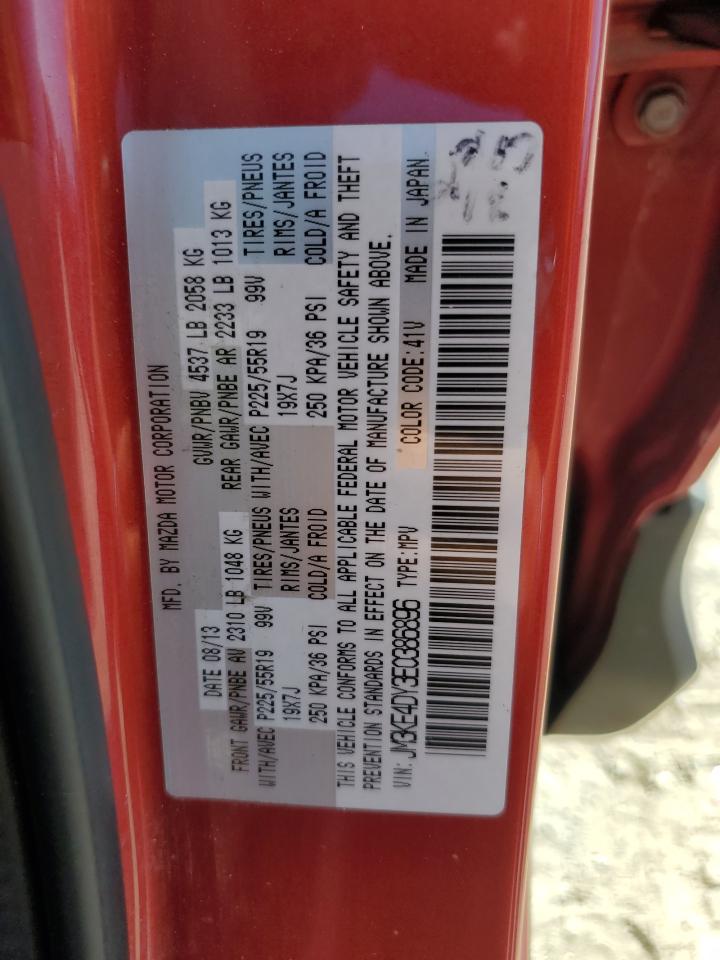 MFD. BY MAZDA MOTOR CORPORATION
DATE 08/13 GVWR/PNBV 4537 LB 2058 KG
FRONT GAWR/PNBE AV 2310 LB 1048 KG REAR GAWR/PNBE AR 2233 LB 1013 KG
WITH/AVEC P225/55R19 99V TIRES/PNEUS WITH/AVEC P225/55R19 99V TIRES/PNEUS
19X7J RIMS/JANTES 19X7J RIMS/JANTES
250 KPA/36 PSI COLD/A FROID 250 KPA/36 PSI COLD/A FROID
THIS VEHICLE CONFORMS TO ALL APPLICABLE FEDERAL MOTOR VEHICLE SAFETY AND THEFT
PREVENTION STANDARDS IN EFFECT ON THE DATE OF MANUFACTURE SHOWN ABOVE.
VIN: JM3KE4DY3E0386896 TYPE:MPV COLOR CODE:41V MADE IN JAPAN